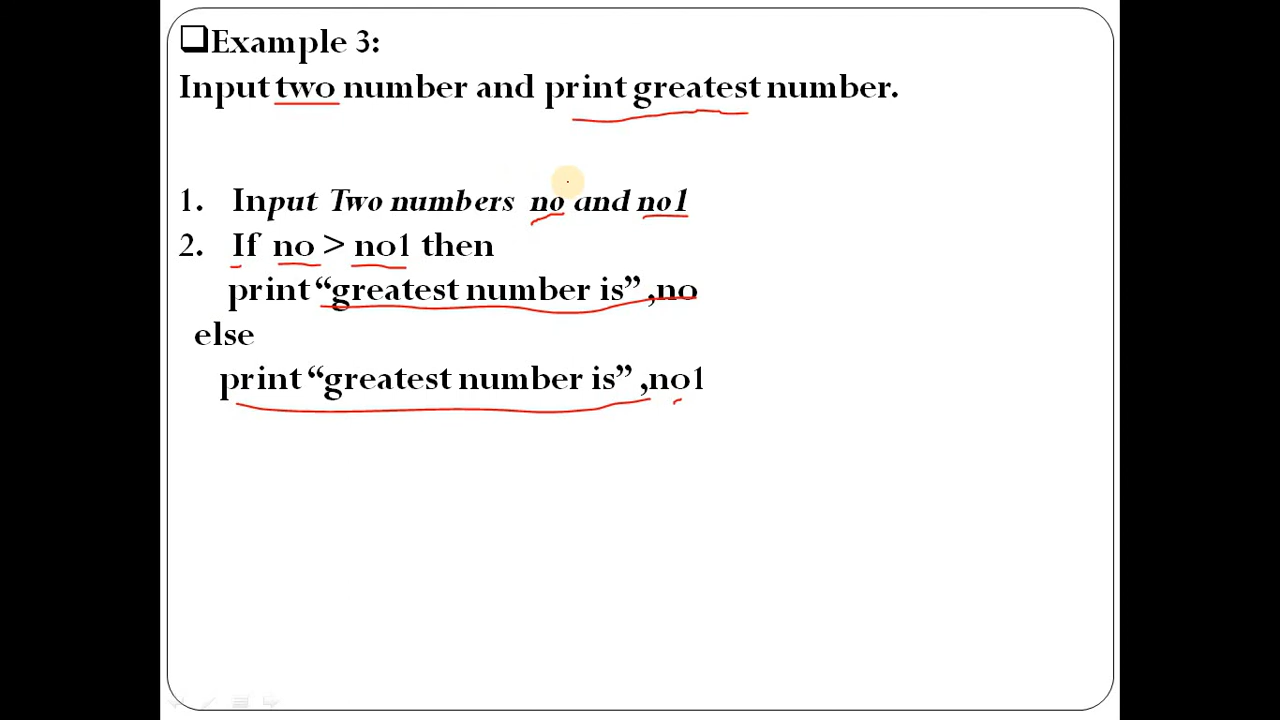 ❑Example 3:
Input two number and print greatest number.
1. Input Two numbers no and no1
2. If no > no1 then
print “greatest number is” ,no
else
print “greatest number is” ,no1